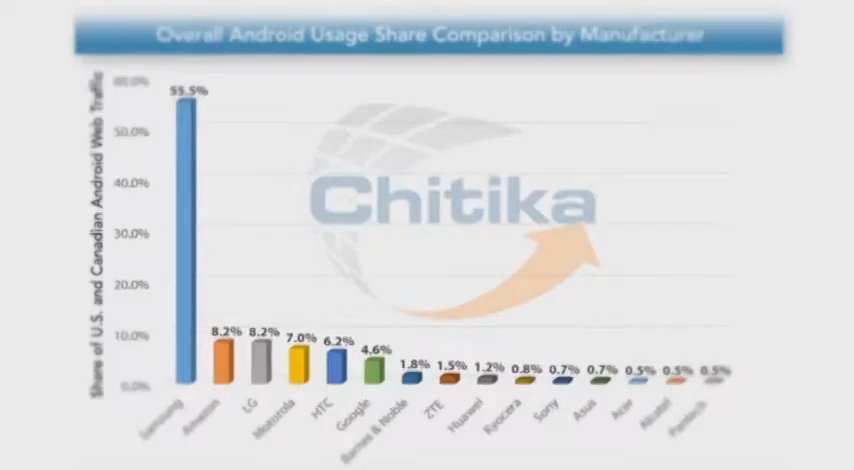 Overall Android Usage Share Comparison by Manufacturer
Share of U.S. and Canadian Android Web Traffic
60.0%
50.0%
40.0%
30.0%
20.0%
10.0%
0.0%
55.5%
8.2%
8.2%
7.0%
6.2%
4.6%
1.8%
1.5%
1.2%
0.8%
0.7%
0.7%
0.5%
0.5%
0.5%
Chitika
Samsung
Amazon
LG
Motorola
HTC
Google
Barnes & Noble
ZTE
Huawei
Kyocera
Sony
Asus
Acer
Alcatel
Pantech